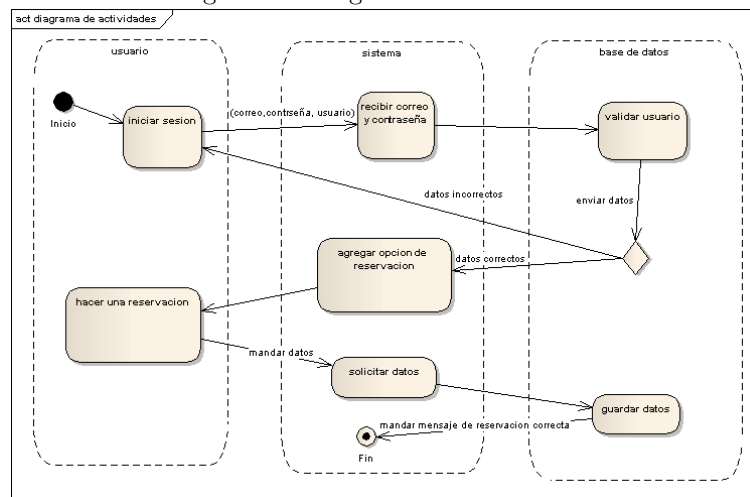 act diagrama de actividades
usuario
sistema
base de datos
Inicio
iniciar sesion
(correo,contrseña, usuario)
recibir correo
y contraseña
validar usuario
datos incorrectos
enviar datos
agregar opcion de
reservacion
datos correctos
hacer una reservacion
mandar datos
solicitar datos
guardar datos
mandar mensaje de reservacion correcta
Fin